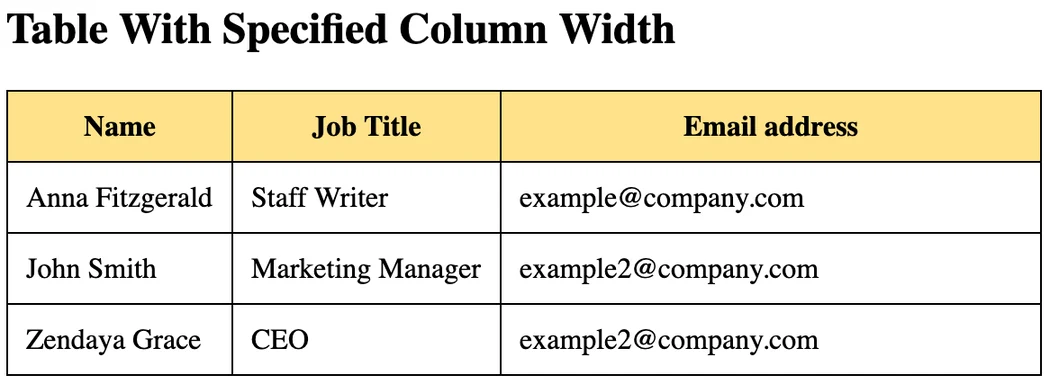 Table With Specified Column Width
Name Job Title Email address
Anna Fitzgerald Staff Writer example@company.com
John Smith Marketing Manager example2@company.com
Zendaya Grace CEO example2@company.com